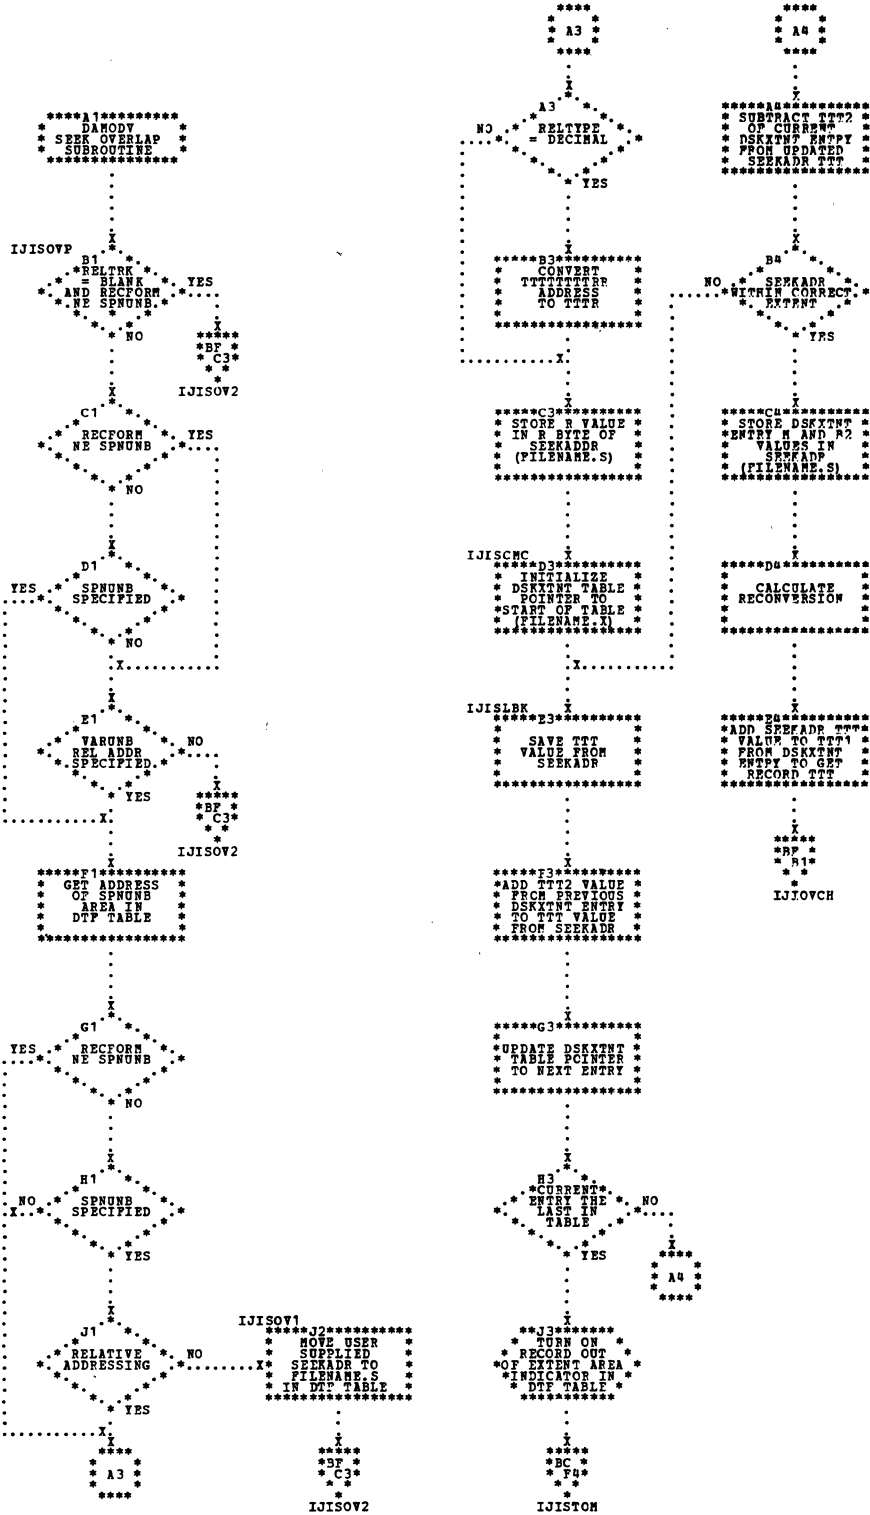 A1
DAMODV
SEEK OVERLAP
SUBROUTINE
IJISOVP
B1
RELTRK
= BLANK
AND RECFORM
NE SPNUNB
YES
NO
BF
C3
IJISOV2
C1
RECFORM
NE SPNUNB
YES
NO
D1
SPNUNB
SPECIFIED
YES
NO
E1
VARUNB
REL ADDR
SPECIFIED
NO
YES
BF
C3
IJISOV2
F1
GET ADDRESS
OF SPNUNB
AREA IN
DTF TABLE
G1
RECFORM
NE SPNUNB
YES
NO
H1
SPNUNB
SPECIFIED
NO
YES
J1
RELATIVE
ADDRESSING
NO
YES
A3
IJISOV1
J2
MOVE USER
SUPPLIED
SEEKADR TO
FILENAME.S
IN DTF TABLE
BF
C3
IJISOV2
A3
A3
RELTYPE
= DECIMAL
NO
YES
B3
CONVERT
TTTTTTTTRR
ADDRESS
TO TTTR
C3
STORE R VALUE
IN R BYTE OF
SEEKADDR
(FILENAME.S)
IJISCMC
D3
INITIALIZE
DSKXTNT TABLE
POINTER TO
START OF TABLE
(FILENAME.X)
IJISLBK
E3
SAVE TTT
VALUE FROM
SEEKADR
F3
ADD TTT2 VALUE
FROM PREVIOUS
DSKXTNT ENTRY
TO TTT VALUE
FROM SEEKADR
G3
UPDATE DSKXTNT
TABLE POINTER
TO NEXT ENTRY
H3
CURRENT
ENTRY THE
LAST IN
TABLE
NO
YES
A4
J3
TURN ON
RECORD OUT
OF EXTENT AREA
INDICATOR IN
DTF TABLE
BC
F4
IJISTOM
A4
A4
SUBTRACT TTT2
OF CURRENT
DSKXTNT ENTRY
FROM UPDATED
SEEKADR TTT
B4
SEEKADR
WITHIN CORRECT
EXTENT
NO
YES
C4
STORE DSKXTNT
ENTRY M AND B2
VALUES IN
SEEKADR
(FILENAME.S)
D4
CALCULATE
RECONVERSION
E4
ADD SEEKADR TTT
VALUE TO TTT1
FROM DSKXTNT
ENTRY TO GET
RECORD TTT
BF
B1
IJIOVCH